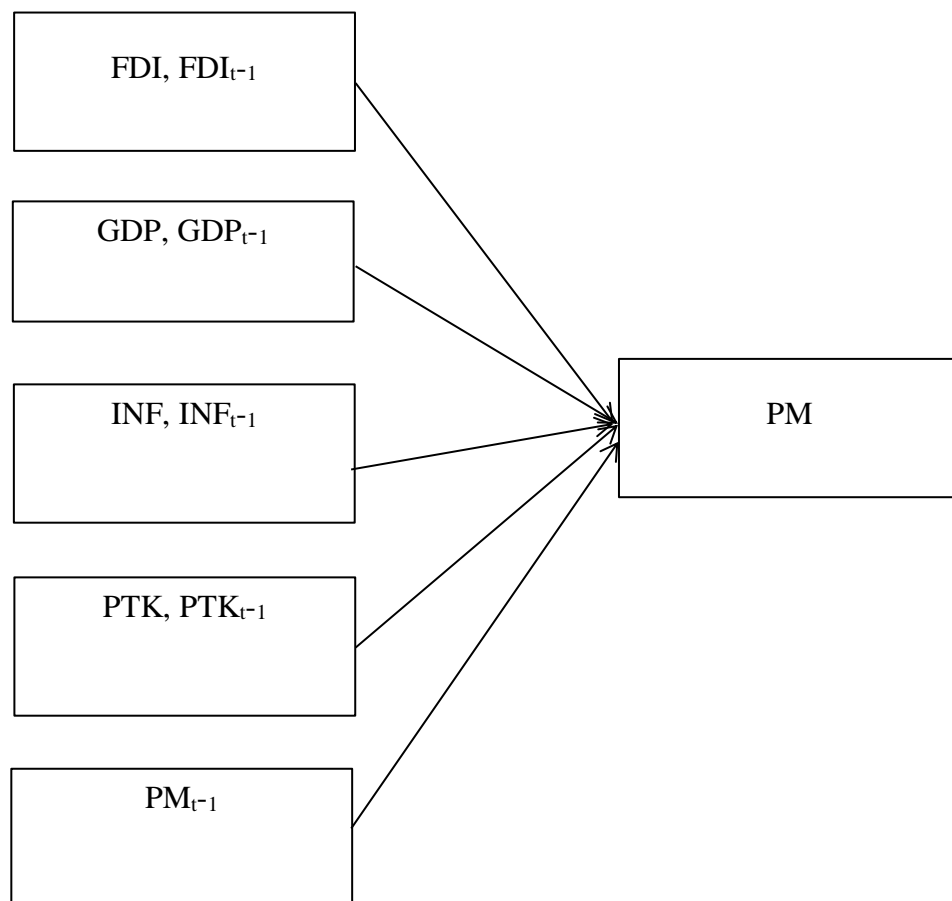 FDI, FDIt-1
GDP, GDPt-1
INF, INFt-1
PM
PTK, PTKt-1
PMt-1